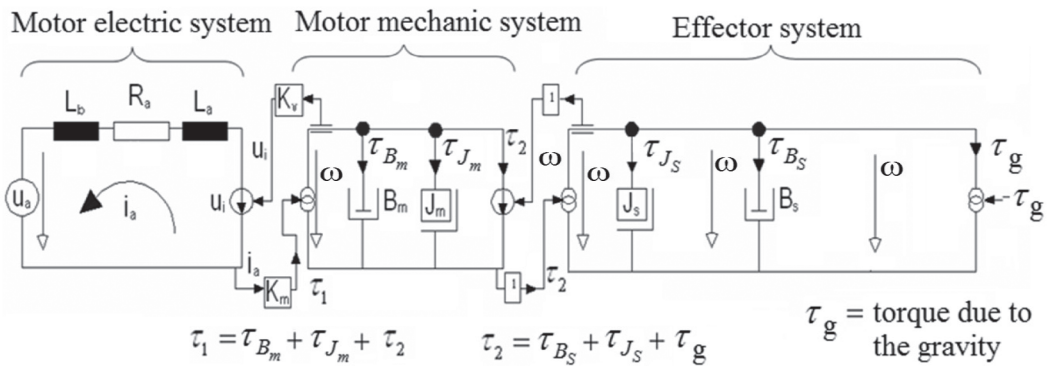 Motor electric system
Motor mechanic system
Effector system
L_b R_a L_a
K_v
1
u_i
τ_2
ω
ω
τ_{B_m} τ_{J_m}
τ_{J_S}
τ_{B_S}
τ_g
ω
ω
ω
u_a
i_a
u_i
B_m
J_m
J_s
B_s
-τ_g
i_a
K_m
τ_1
1
τ_2
τ_1 = τ_{B_m} + τ_{J_m} + τ_2
τ_2 = τ_{B_S} + τ_{J_S} + τ_g
τ_g = torque due to
the gravity